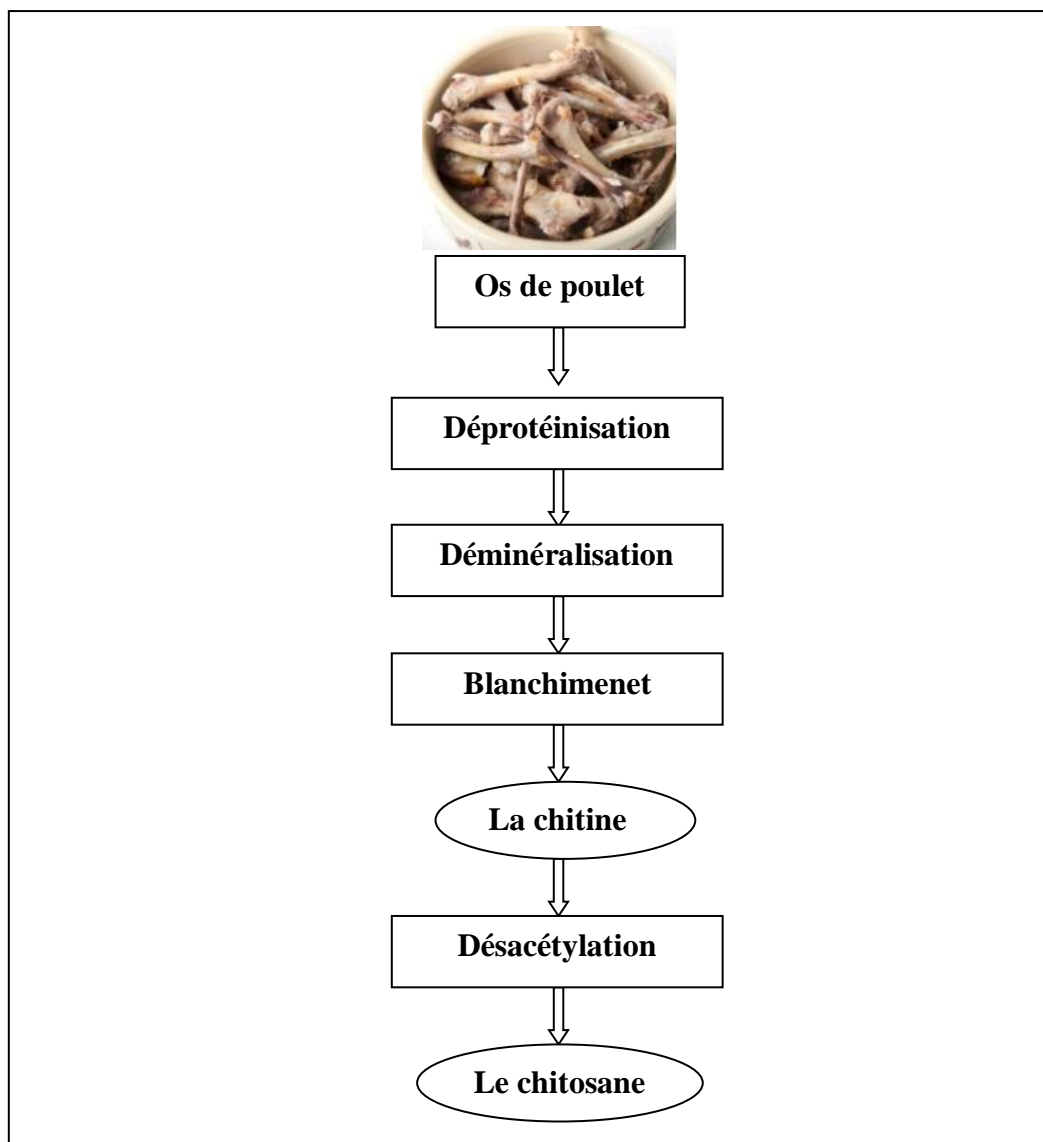 Os de poulet
Déprotéinisation
Déminéralisation
Blanchimenet
La chitine
Désacétylation
Le chitosane